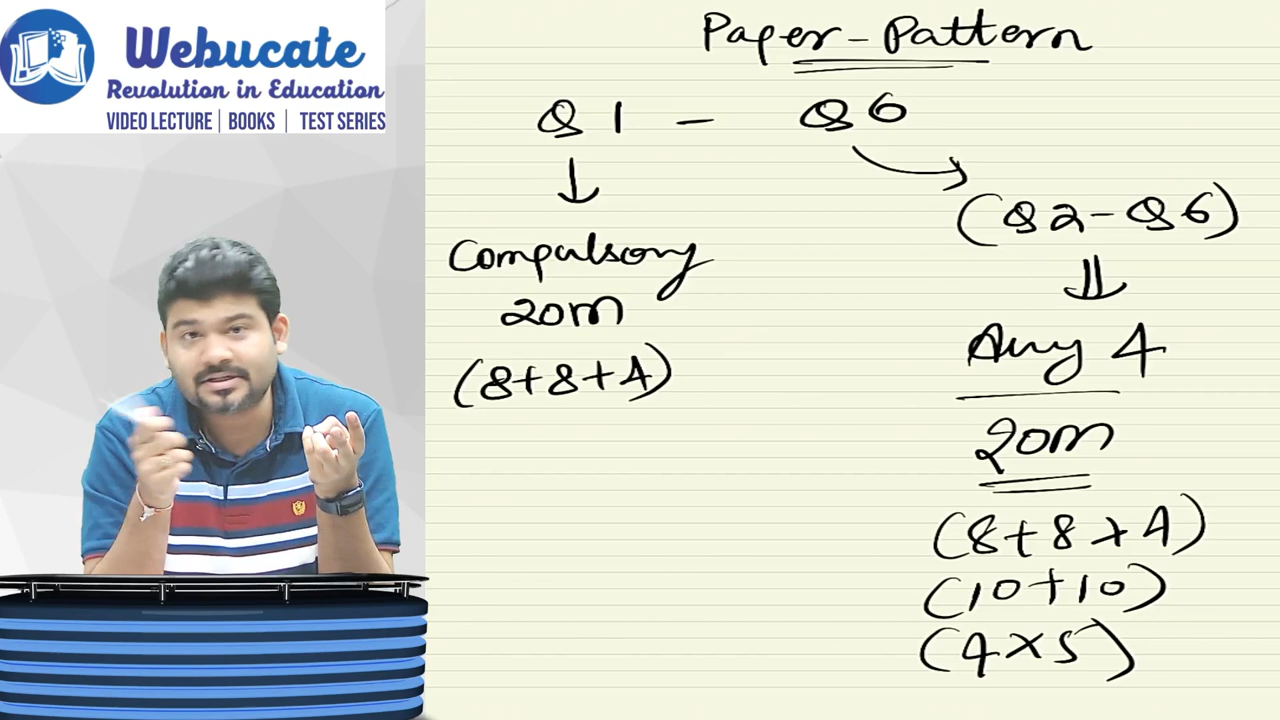 Webucate
Revolution in Education
VIDEO LECTURE | BOOKS | TEST SERIES
Paper-Pattern
Q1 - Q6
(Q2-Q6)
Compulsory
20m
(8+8+4)
Any 4
20m
(8+8+4)
(10+10)
(4x5)